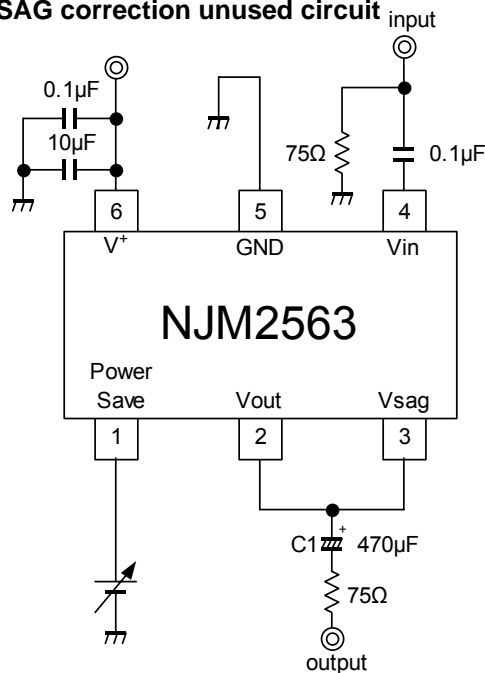 SAG correction unused circuit
input
0.1µF
10µF
75Ω
0.1µF
6
5
4
V+
GND
Vin
NJM2563
Power
Save
Vout
Vsag
1
2
3
+
C1
470µF
75Ω
output